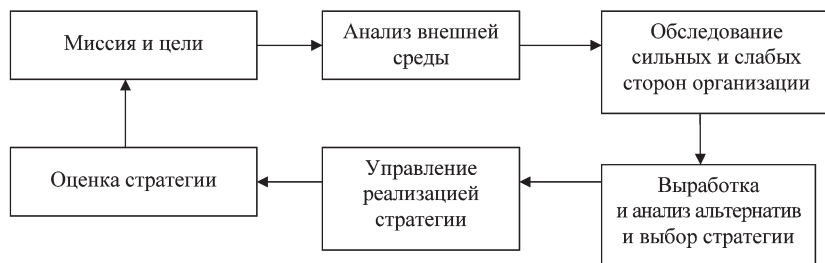 Миссия и цели
Анализ внешней
среды
Обследование
сильных и слабых
сторон организации
Выработка
и анализ альтернатив
и выбор стратегии
Управление
реализацией
стратегии
Оценка стратегии